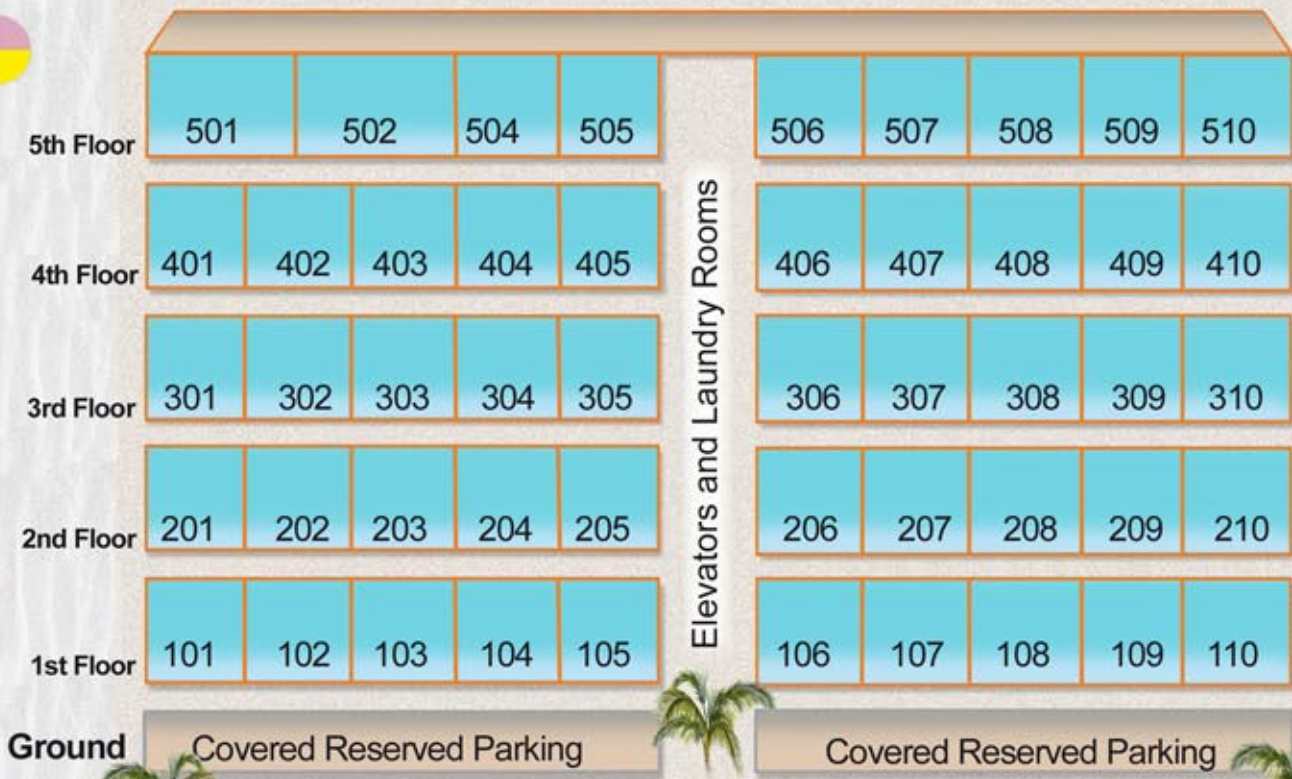 5th Floor 501 502 504 505 506 507 508 509 510
4th Floor 401 402 403 404 405 406 407 408 409 410
3rd Floor 301 302 303 304 305 306 307 308 309 310
2nd Floor 201 202 203 204 205 206 207 208 209 210
1st Floor 101 102 103 104 105 106 107 108 109 110
Elevators and Laundry Rooms
Ground Covered Reserved Parking Covered Reserved Parking